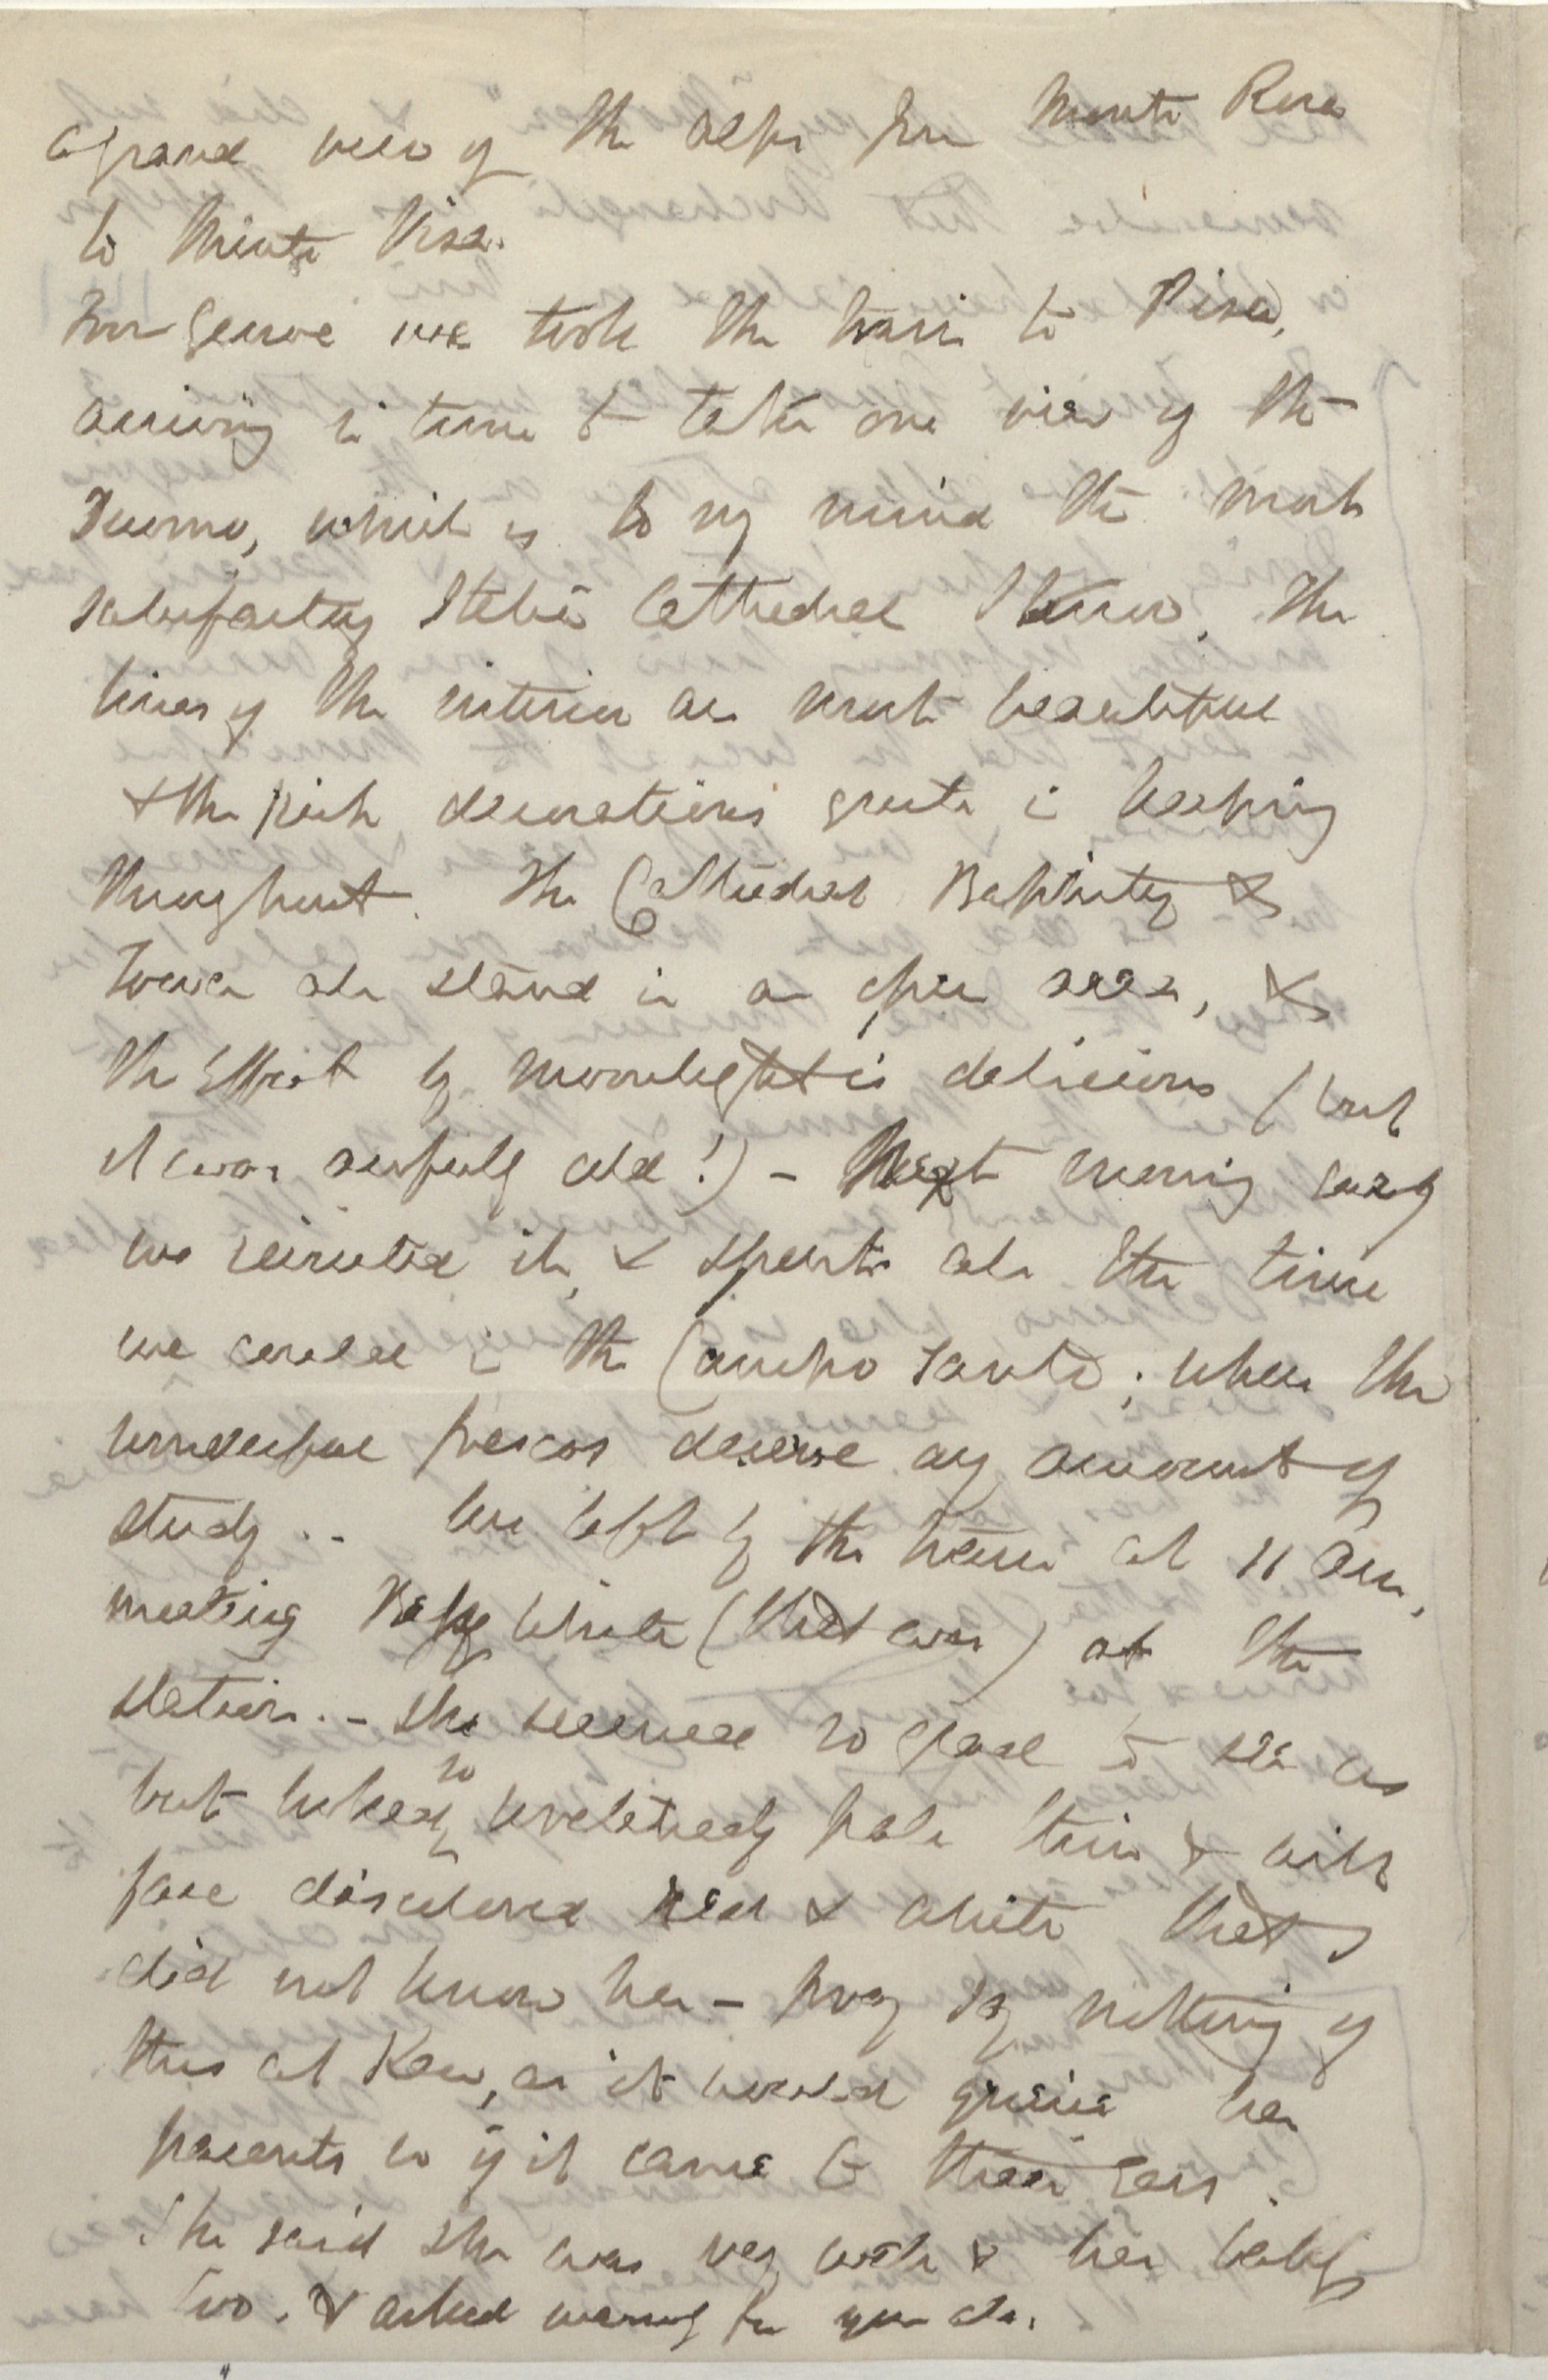 a grand view of the Alps from Monte Rosa
to Monte Viso.
From Genoa we took the train to Pisa,
arriving in time to take one view of the
Duomo, which is to my mind the most
satisfactory Italian Cathedral I know. The
lines of the interior are most beautiful
& the rich decorations quite in keeping
throughout. The Cathedral Baptistry &
Tower all stand in an open area, &
the Effect by moonlight is delicious (but
it was awfully cold!) – Next morning early
we revisited it, & spent all the time
we could in the Campo Santo; where the
wonderful frescos deserve any amount of
study. – We left by the train at 11 am,
meeting White (that was) at the
station. – She seemed so glad to see us
but looked so wretchedly pale thin & with
face discolored red & white that I
did not know her – pray say nothing of
this at Kew, as it would grieve her
parents so if it came to their ears.
She said she was very well & her baby
too. & asked warmly for you all.